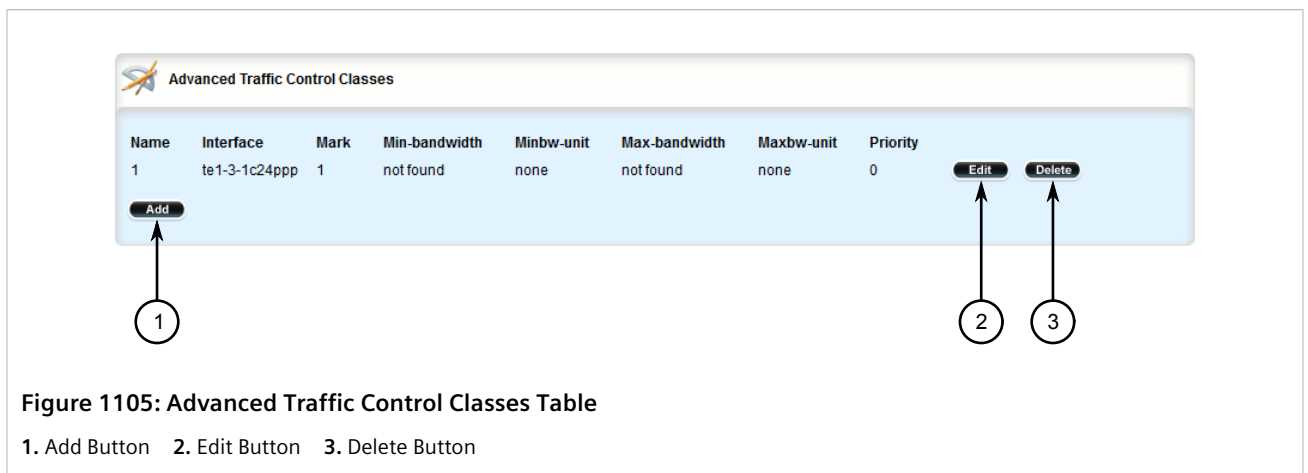 Advanced Traffic Control Classes
Name Interface Mark Min-bandwidth Minbw-unit Max-bandwidth Maxbw-unit Priority
1 te1-3-1c24ppp 1 not found none not found none 0 Edit Delete
Add
1 2 3
Figure 1105: Advanced Traffic Control Classes Table
1. Add Button 2. Edit Button 3. Delete Button